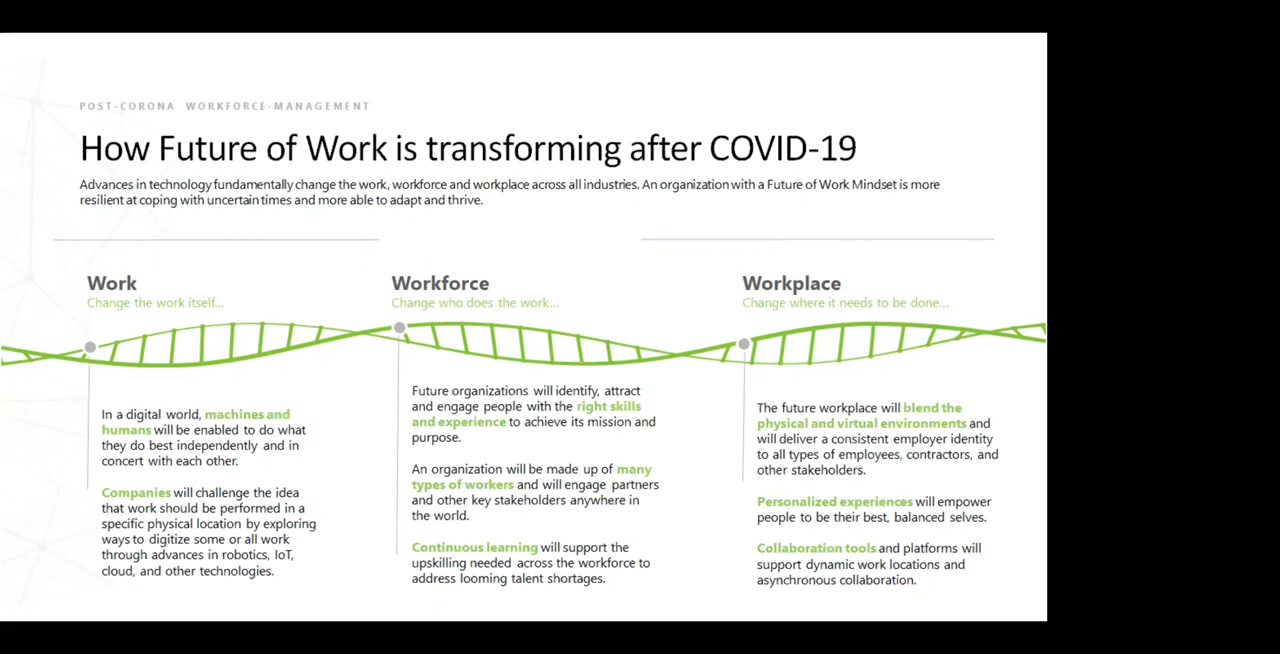 POST-CORONA WORKFORCE-MANAGEMENT
How Future of Work is transforming after COVID-19
Advances in technology fundamentally change the work, workforce and workplace across all industries. An organization with a Future of Work Mindset is more
resilient at coping with uncertain times and more able to adapt and thrive.
Work
Change the work itself...
In a digital world, machines and
humans will be enabled to do what
they do best independently and in
concert with each other.
Companies will challenge the idea
that work should be performed in a
specific physical location by exploring
ways to digitize some or all work
through advances in robotics, IoT,
cloud, and other technologies.
Workforce
Change who does the work...
Future organizations will identify, attract
and engage people with the right skills
and experience to achieve its mission and
purpose.
An organization will be made up of many
types of workers and will engage partners
and other key stakeholders anywhere in
the world.
Continuous learning will support the
upskilling needed across the workforce to
address looming talent shortages.
Workplace
Change where it needs to be done...
The future workplace will blend the
physical and virtual environments and
will deliver a consistent employer identity
to all types of employees, contractors, and
other stakeholders.
Personalized experiences will empower
people to be their best, balanced selves.
Collaboration tools and platforms will
support dynamic work locations and
asynchronous collaboration.